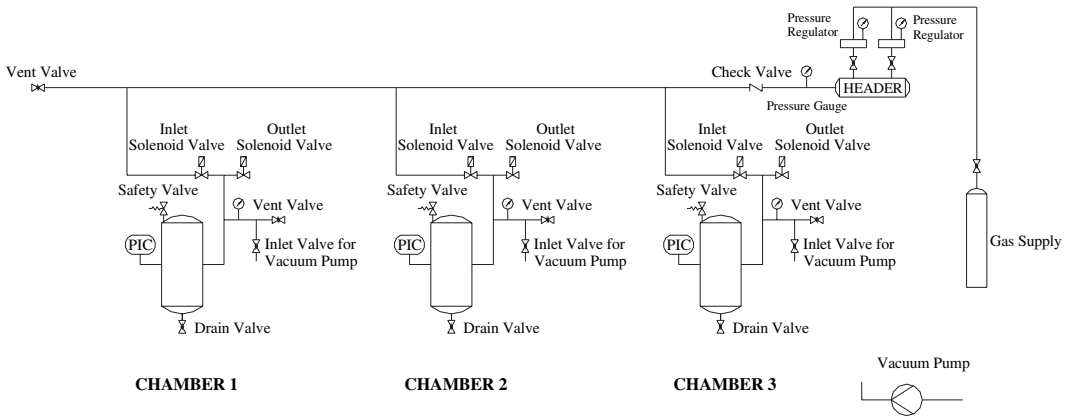 Pressure
Regulator
Pressure
Regulator
Vent Valve
Check Valve
HEADER
Pressure Gauge
Inlet
Solenoid Valve
Outlet
Solenoid Valve
Inlet
Solenoid Valve
Outlet
Solenoid Valve
Inlet
Solenoid Valve
Outlet
Solenoid Valve
Safety Valve
Vent Valve
PIC
Inlet Valve for
Vacuum Pump
Drain Valve
Safety Valve
Vent Valve
PIC
Inlet Valve for
Vacuum Pump
Drain Valve
Safety Valve
Vent Valve
PIC
Inlet Valve for
Vacuum Pump
Drain Valve
Gas Supply
CHAMBER 1
CHAMBER 2
CHAMBER 3
Vacuum Pump